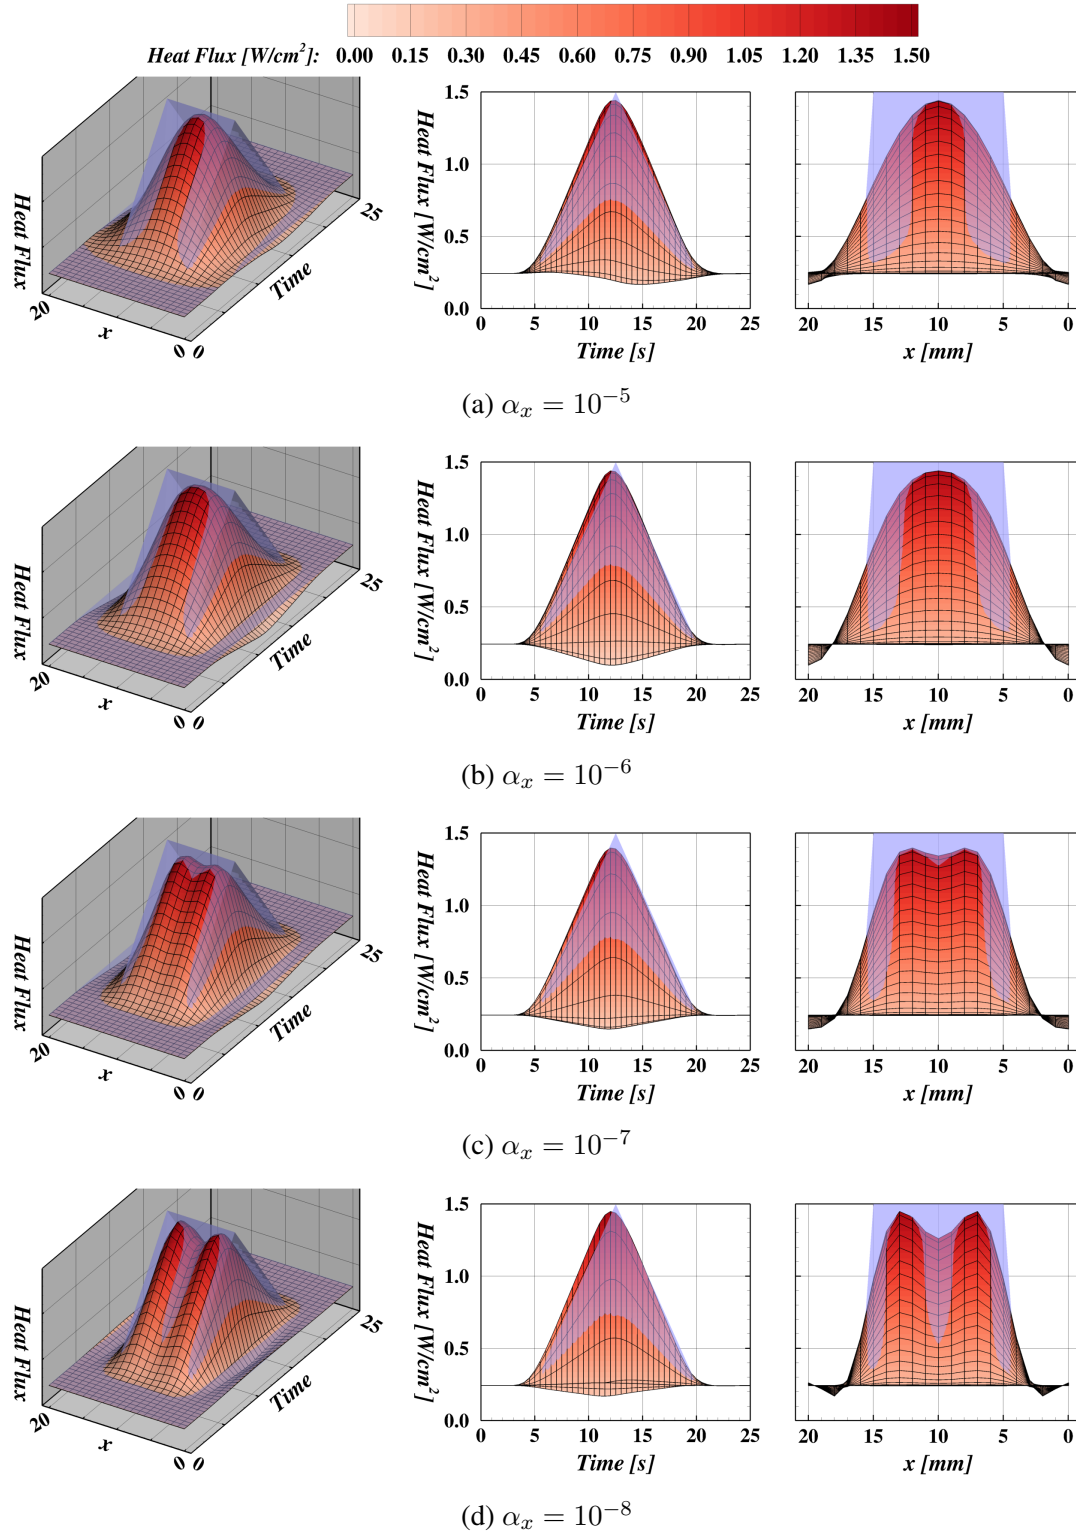 Heat Flux [W/cm²]: 0.00 0.15 0.30 0.45 0.60 0.75 0.90 1.05 1.20 1.35 1.50
Heat Flux
20
x
0
0
Time
25
Heat Flux [W/cm²]
1.5
1.0
0.5
0.0
0 5 10 15 20 25
Time [s]
20 15 10 5 0
x [mm]
(a) αₓ = 10⁻⁵
Heat Flux
20
x
0
0
Time
25
Heat Flux [W/cm²]
1.5
1.0
0.5
0.0
0 5 10 15 20 25
Time [s]
20 15 10 5 0
x [mm]
(b) αₓ = 10⁻⁶
Heat Flux
20
x
0
0
Time
25
Heat Flux [W/cm²]
1.5
1.0
0.5
0.0
0 5 10 15 20 25
Time [s]
20 15 10 5 0
x [mm]
(c) αₓ = 10⁻⁷
Heat Flux
20
x
0
0
Time
25
Heat Flux [W/cm²]
1.5
1.0
0.5
0.0
0 5 10 15 20 25
Time [s]
20 15 10 5 0
x [mm]
(d) αₓ = 10⁻⁸